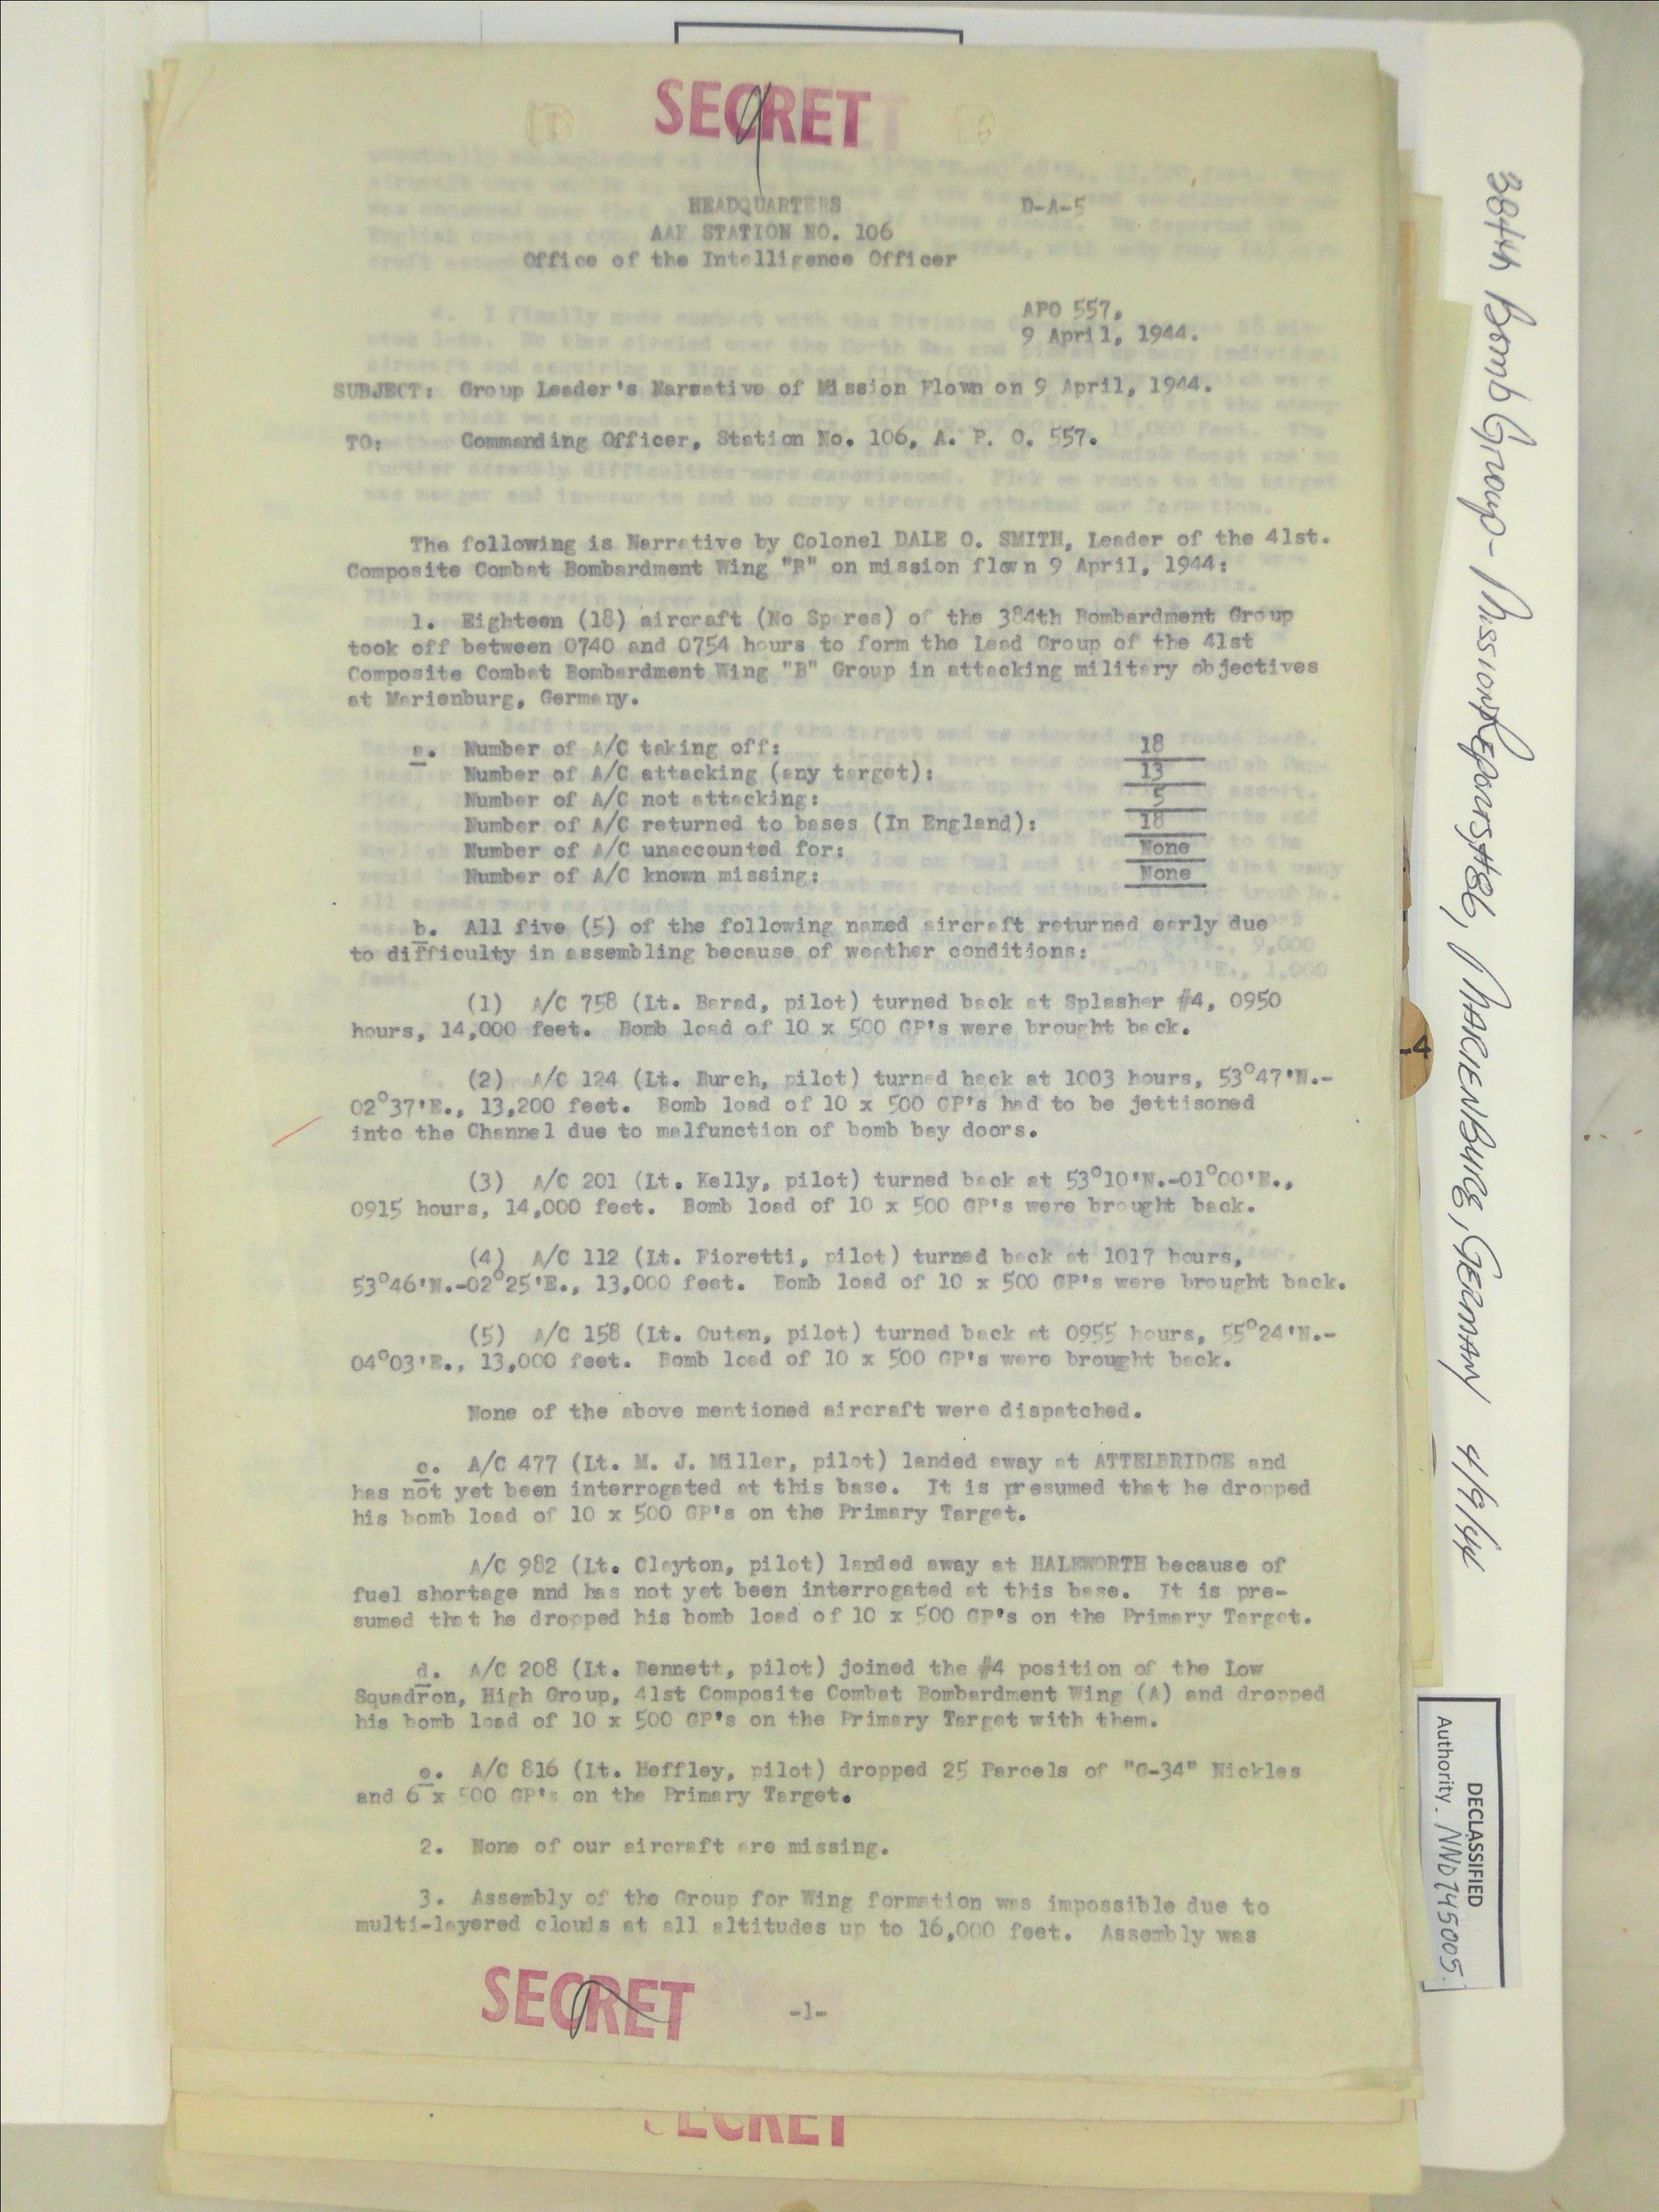 SECRET
HEADQUARTERS D-A-5
AAF STATION NO. 106
Office of the Intelligence Officer
APO 557,
9 April, 1944.
SUBJECT: Group Leader's Narrative of Mission Flown on 9 April, 1944.
TO: Commanding Officer, Station No. 106, A. P. O. 557.
The following is Narrative by Colonel DALE O. SMITH, Leader of the 41st.
Composite Combat Bombardment Wing "B" on mission flown 9 April, 1944:
1. Eighteen (18) aircraft (No Spares) of the 384th Bombardment Group
took off between 0740 and 0754 hours to form the Lead Group of the 41st
Composite Combat Bombardment Wing "B" Group in attacking military objectives
at Marienburg, Germany.
a. Number of A/C taking off: 18
Number of A/C attacking (any target): 13
Number of A/C not attacking: 5
Number of A/C returned to bases (In England): 18
Number of A/C unaccounted for: None
Number of A/C known missing: None
b. All five (5) of the following named aircraft returned early due
to difficulty in assembling because of weather conditions:
(1) A/C 758 (Lt. Barad, pilot) turned back at Splasher #4, 0950
hours, 14,000 feet. Bomb load of 10 x 500 GP's were brought back.
(2) A/C 124 (Lt. Burch, pilot) turned back at 1003 hours, 53°47'N.-
02°37'E., 13,200 feet. Bomb load of 10 x 500 GP's had to be jettisoned
into the Channel due to malfunction of bomb bay doors.
(3) A/C 201 (Lt. Kelly, pilot) turned back at 53°10'N.-01°00'E.,
0915 hours, 14,000 feet. Bomb load of 10 x 500 GP's were brought back.
(4) A/C 112 (Lt. Fioretti, pilot) turned back at 1017 hours,
53°46'N.-02°25'E., 13,000 feet. Bomb load of 10 x 500 GP's were brought back.
(5) A/C 158 (Lt. Outen, pilot) turned back at 0955 hours, 55°24'N.-
04°03'E., 13,000 feet. Bomb load of 10 x 500 GP's were brought back.
None of the above mentioned aircraft were dispatched.
c. A/C 477 (Lt. M. J. Miller, pilot) landed away at ATTELBRIDGE and
has not yet been interrogated at this base. It is presumed that he dropped
his bomb load of 10 x 500 GP's on the Primary Target.
A/C 982 (Lt. Clayton, pilot) landed away at HALEWORTH because of
fuel shortage and has not yet been interrogated at this base. It is pre-
sumed that he dropped his bomb load of 10 x 500 GP's on the Primary Target.
d. A/C 208 (Lt. Bennett, pilot) joined the #4 position of the Low
Squadron, High Group, 41st Composite Combat Bombardment Wing (A) and dropped
his bomb load of 10 x 500 GP's on the Primary Target with them.
e. A/C 816 (Lt. Heffley, pilot) dropped 25 Parcels of "G-34" Nickles
and 6 x 500 GP's on the Primary Target.
2. None of our aircraft are missing.
3. Assembly of the Group for Wing formation was impossible due to
multi-layered clouds at all altitudes up to 16,000 feet. Assembly was
SECRET
-1-
SECRET
384th Bomb Group - Mission Reports #86, MARIENBURG, GERMANY 4/9/44
-4
DECLASSIFIED
Authority. NND745005